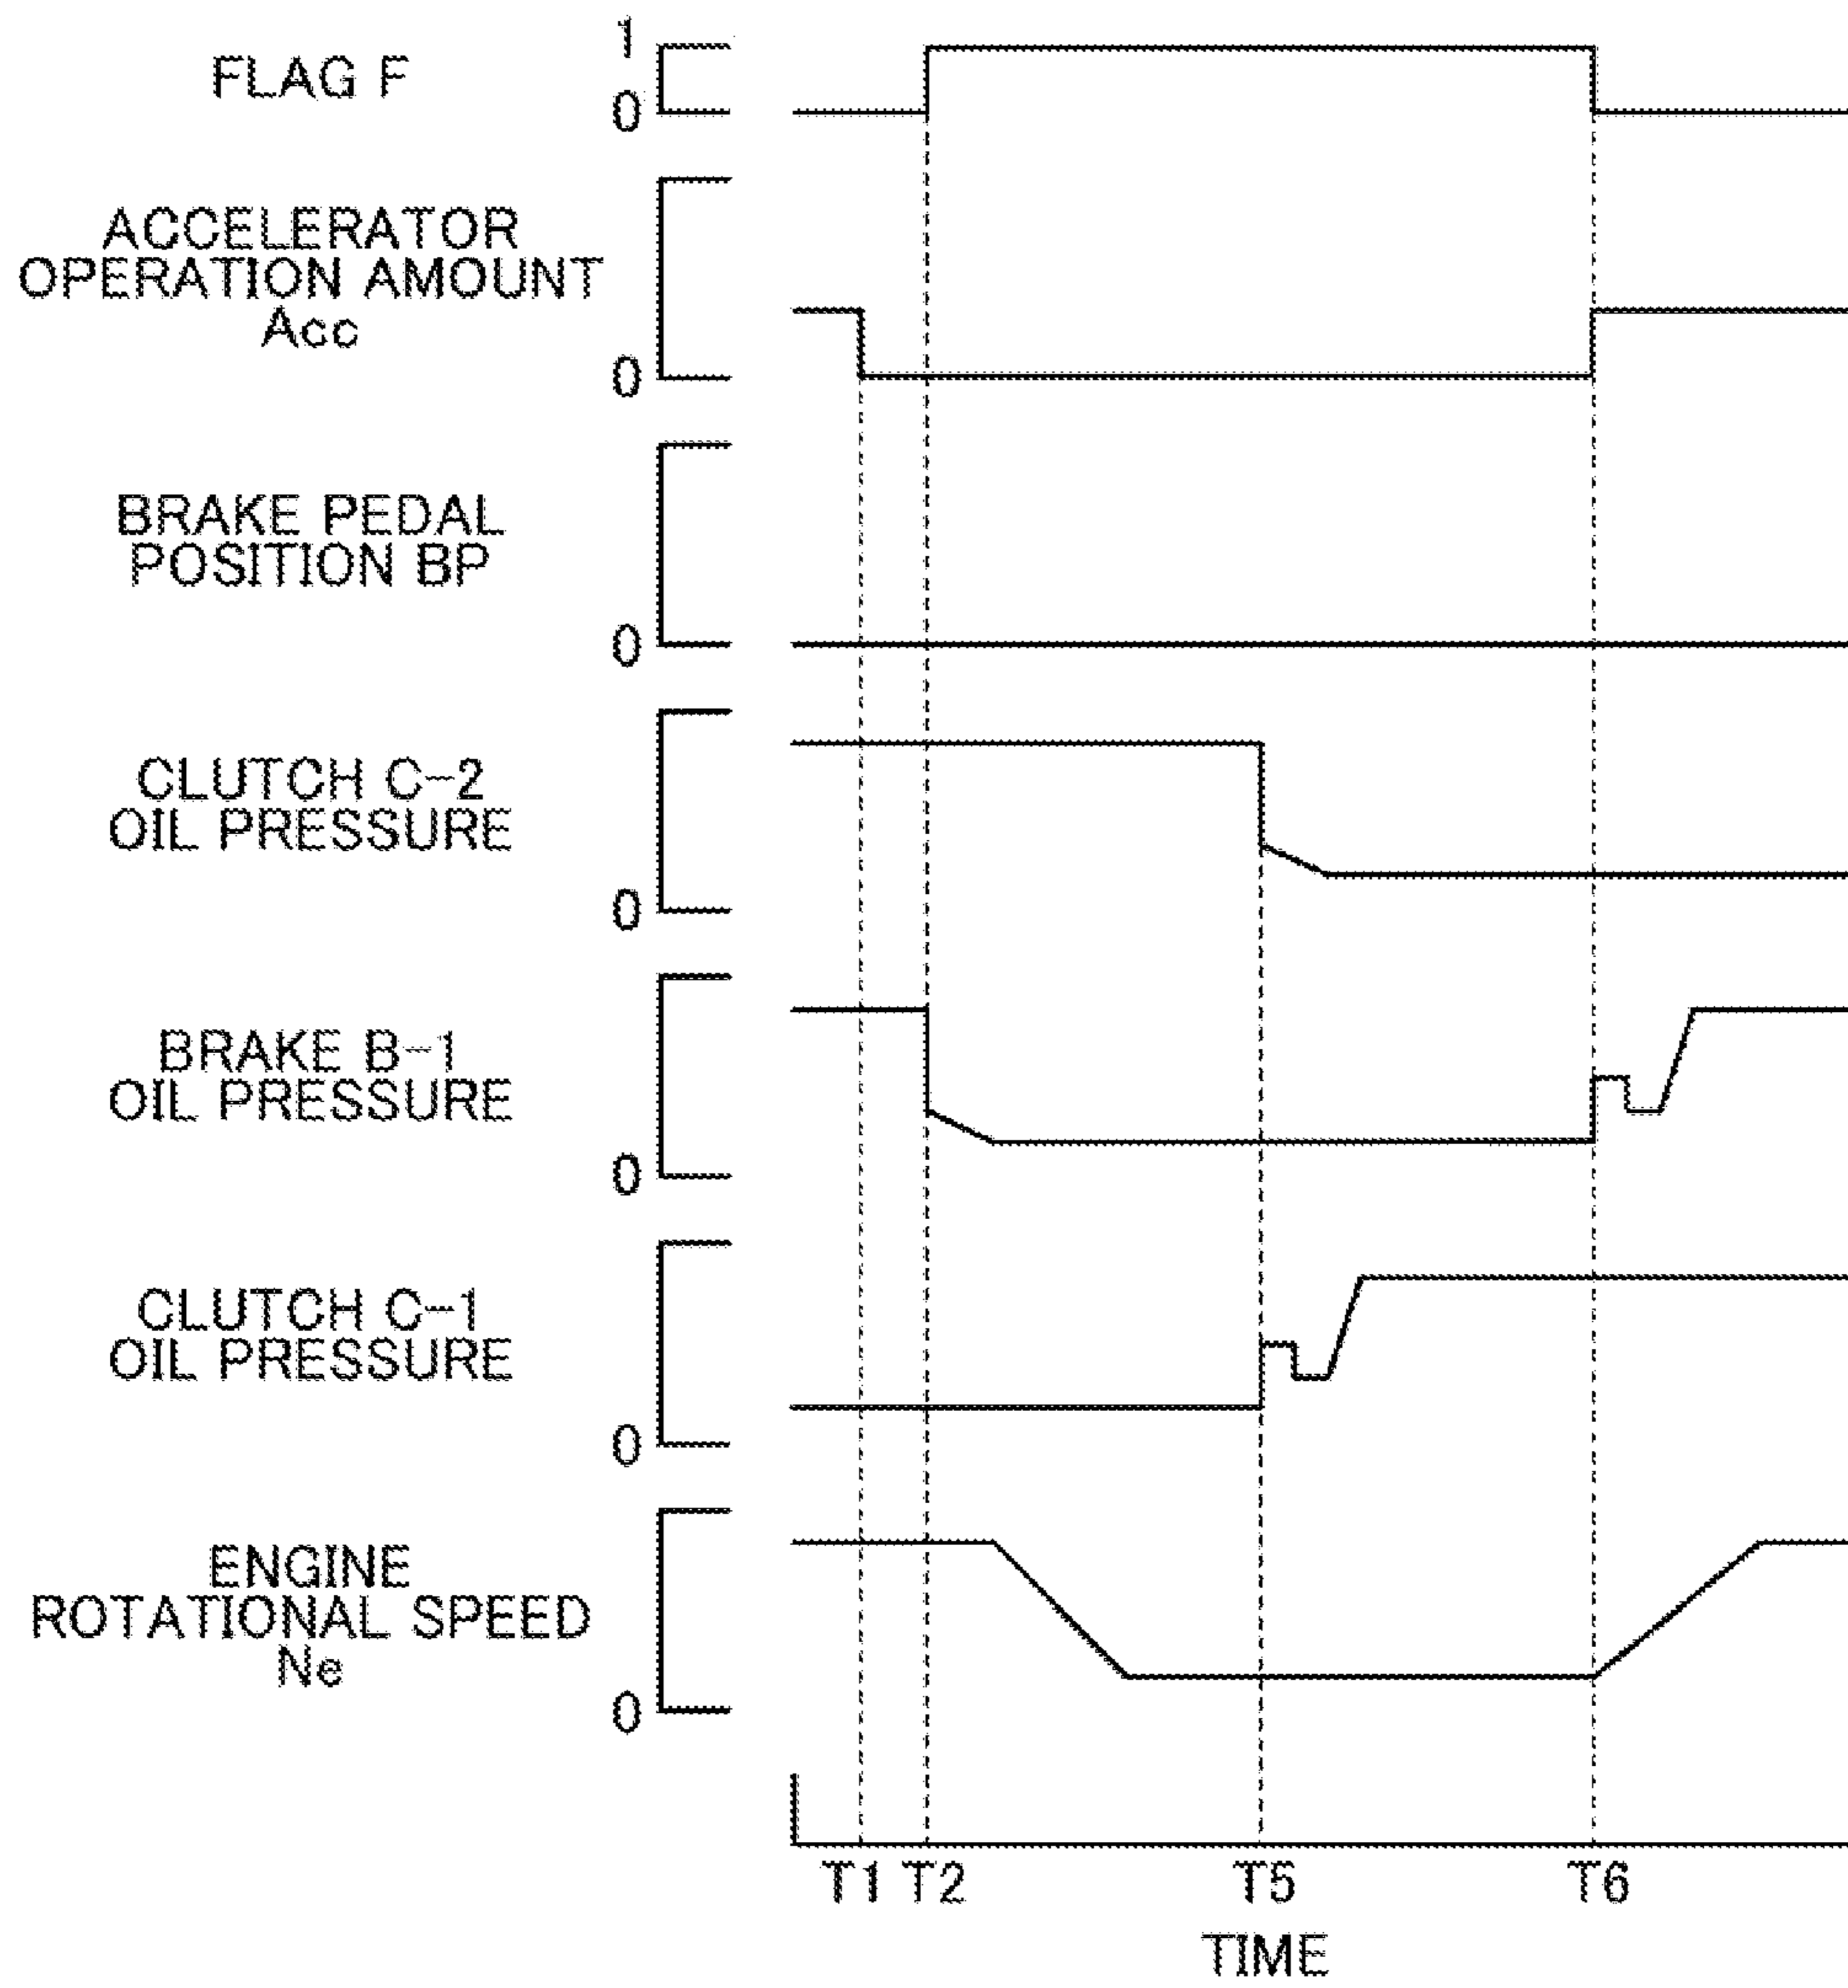 FLAG F
1
0
ACCELERATOR
OPERATION AMOUNT
Acc
0
BRAKE PEDAL
POSITION BP
0
CLUTCH C-2
OIL PRESSURE
0
BRAKE B-1
OIL PRESSURE
0
CLUTCH C-1
OIL PRESSURE
0
ENGINE
ROTATIONAL SPEED
Ne
0
T1 T2 T5 T6
TIME